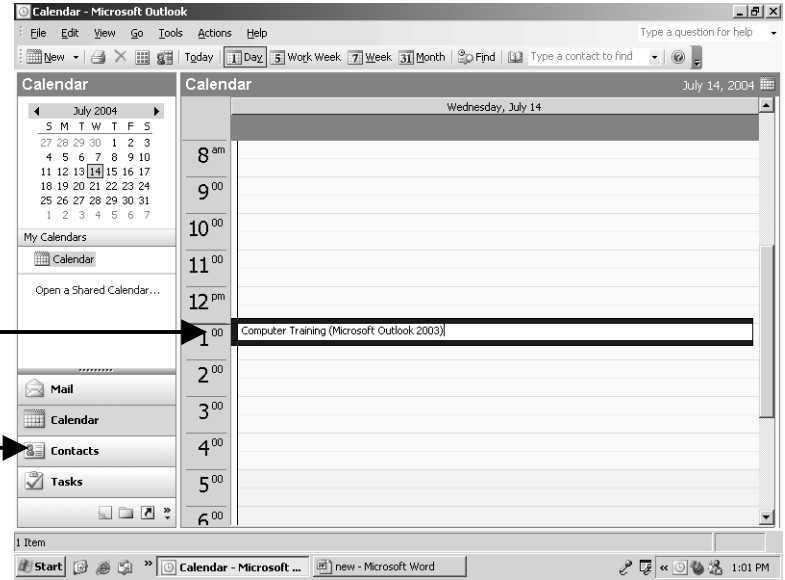 Calendar - Microsoft Outlook
File Edit View Go Tools Actions Help Type a question for help
New Today 1 Day 5 Work Week 7 Week 31 Month Find Type a contact to find
Calendar
July 2004
S M T W T F S
27 28 29 30 1 2 3
4 5 6 7 8 9 10
11 12 13 14 15 16 17
18 19 20 21 22 23 24
25 26 27 28 29 30 31
1 2 3 4 5 6 7
My Calendars
Calendar
Open a Shared Calendar...
Mail
Calendar
Contacts
Tasks
Calendar July 14, 2004
Wednesday, July 14
8 am
9 00
10 00
11 00
12 pm
1 00 Computer Training (Microsoft Outlook 2003)
2 00
3 00
4 00
5 00
6 00
1 Item
Start Calendar - Microsoft ... new - Microsoft Word 1:01 PM